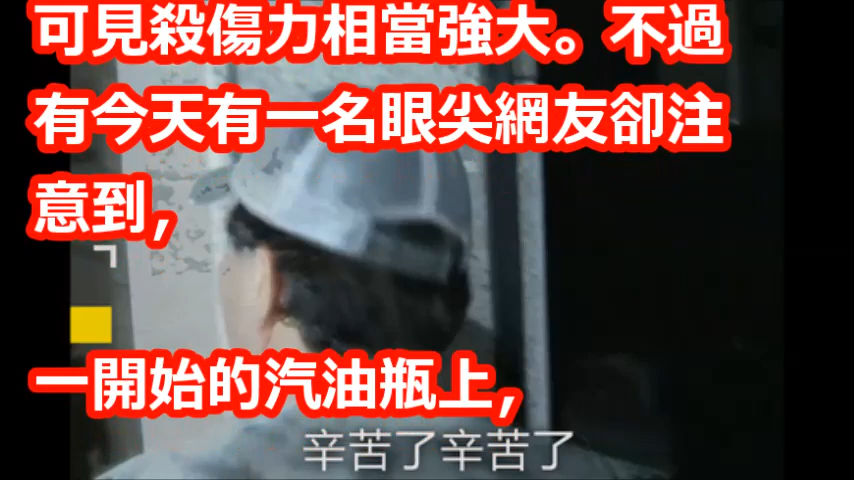 可見殺傷力相當強大。不過
有今天有一名眼尖網友卻注
意到，
一開始的汽油瓶上，
辛苦了辛苦了